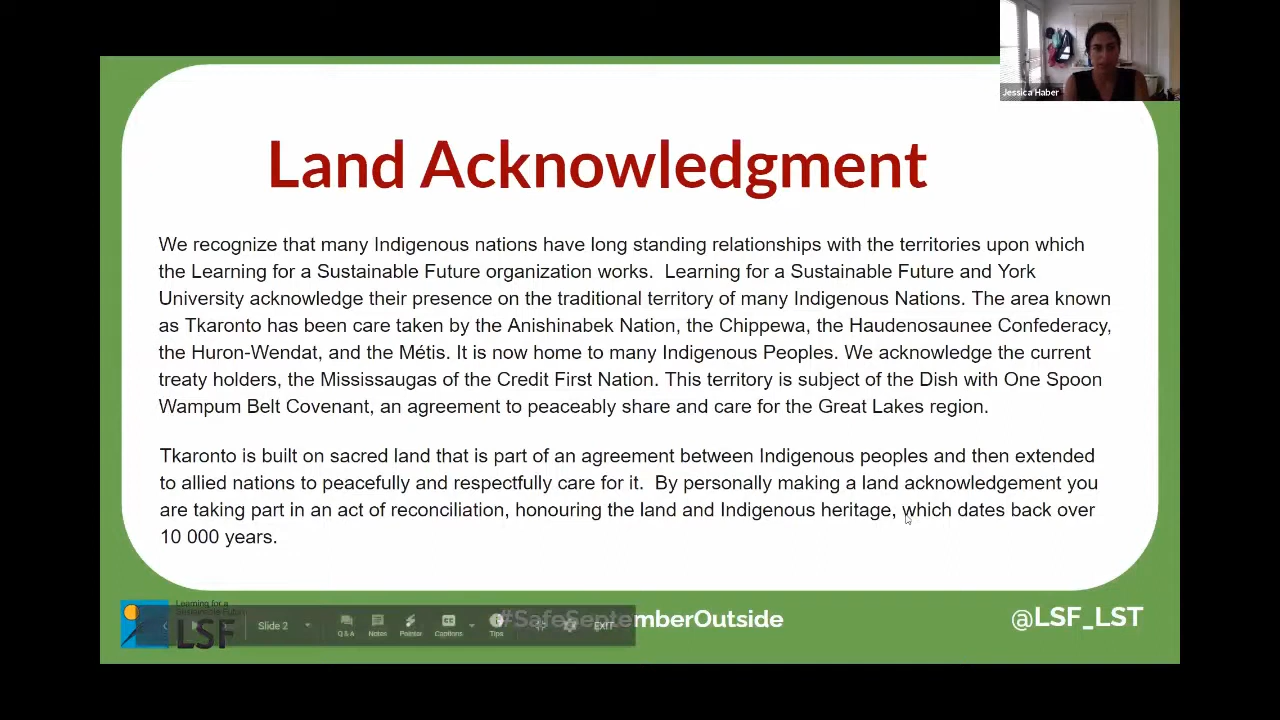 Jessica Haber
Land Acknowledgment
We recognize that many Indigenous nations have long standing relationships with the territories upon which
the Learning for a Sustainable Future organization works.  Learning for a Sustainable Future and York
University acknowledge their presence on the traditional territory of many Indigenous Nations. The area known
as Tkaronto has been care taken by the Anishinabek Nation, the Chippewa, the Haudenosaunee Confederacy,
the Huron-Wendat, and the Métis. It is now home to many Indigenous Peoples. We acknowledge the current
treaty holders, the Mississaugas of the Credit First Nation. This territory is subject of the Dish with One Spoon
Wampum Belt Covenant, an agreement to peaceably share and care for the Great Lakes region.
Tkaronto is built on sacred land that is part of an agreement between Indigenous peoples and then extended
to allied nations to peacefully and respectfully care for it.  By personally making a land acknowledgement you
are taking part in an act of reconciliation, honouring the land and Indigenous heritage, which dates back over
10 000 years.
Learning for a
Sustainable Future
LSF
Slide 2
Q & A
Notes
Pointer
Captions
Tips
EXIT
#SafeSeptemberOutside
@LSF_LST